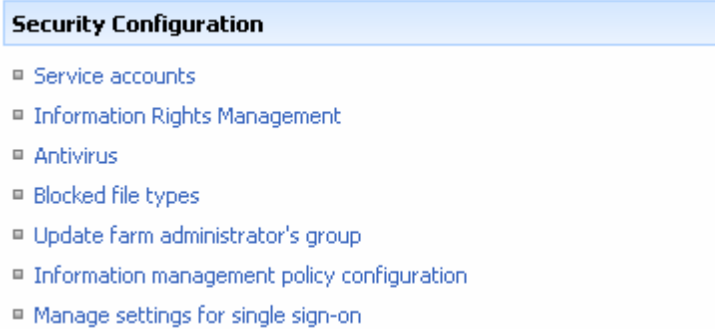 Security Configuration
Service accounts
Information Rights Management
Antivirus
Blocked file types
Update farm administrator's group
Information management policy configuration
Manage settings for single sign-on